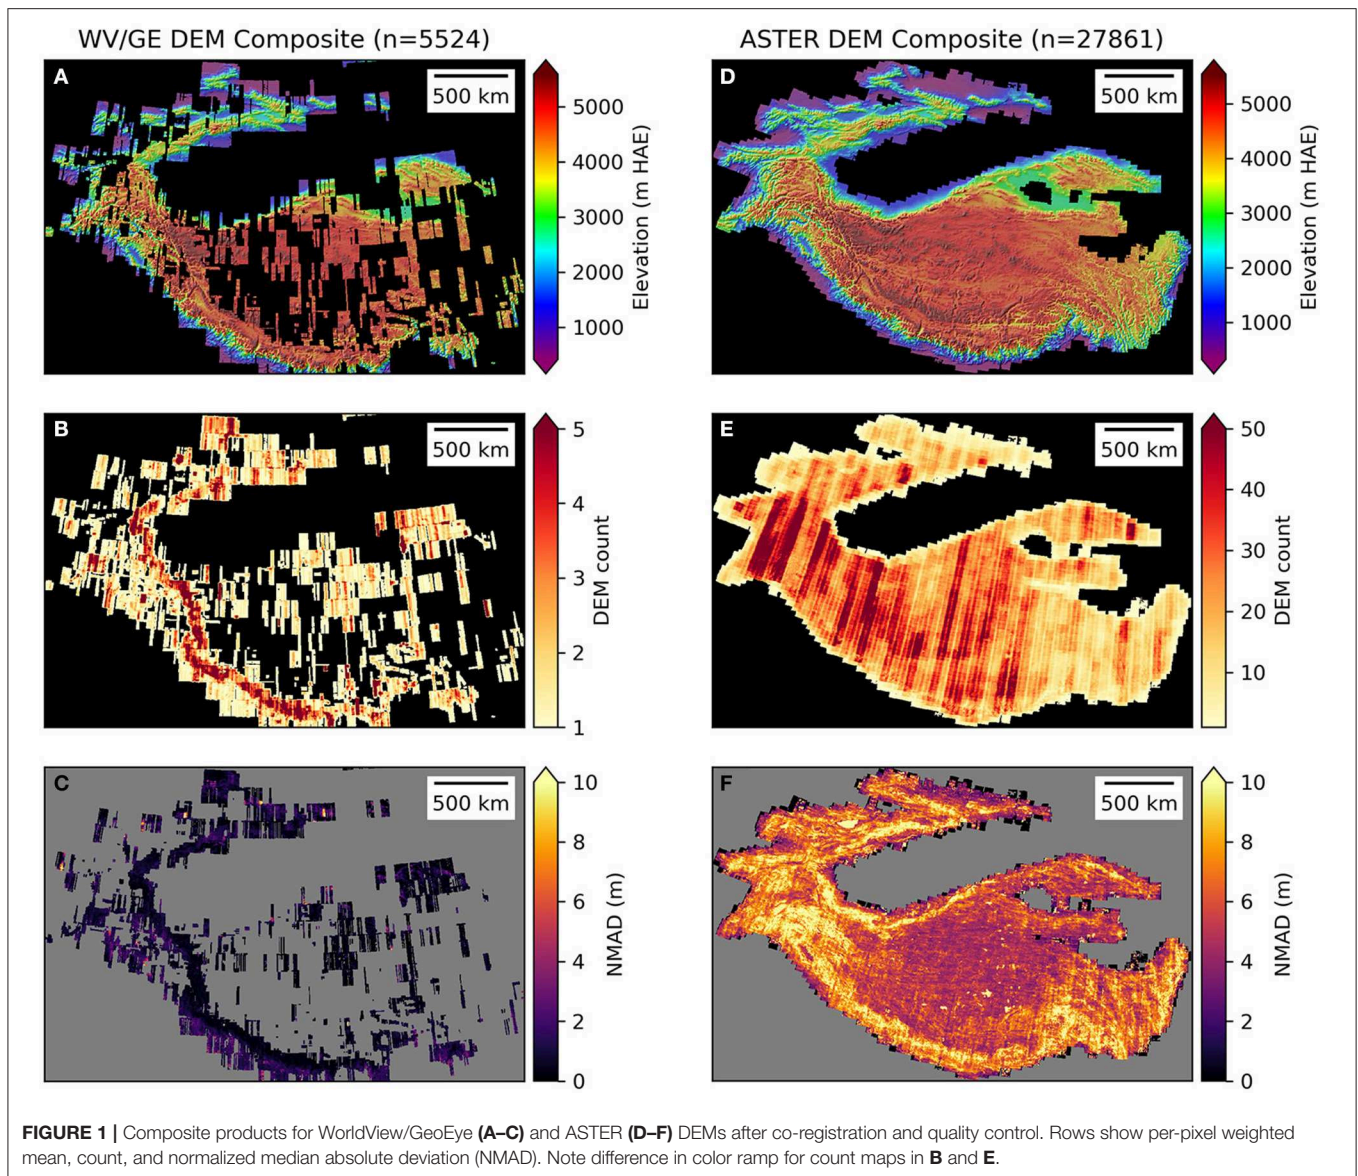 WV/GE DEM Composite (n=5524)
A
500 km
5000
4000
3000
2000
1000
Elevation (m HAE)
ASTER DEM Composite (n=27861)
D
500 km
5000
4000
3000
2000
1000
Elevation (m HAE)
B
500 km
5
4
3
2
1
DEM count
E
500 km
50
40
30
20
10
DEM count
C
500 km
10
8
6
4
2
0
NMAD (m)
F
500 km
10
8
6
4
2
0
NMAD (m)
FIGURE 1 | Composite products for WorldView/GeoEye (A–C) and ASTER (D–F) DEMs after co-registration and quality control. Rows show per-pixel weighted
mean, count, and normalized median absolute deviation (NMAD). Note difference in color ramp for count maps in B and E.